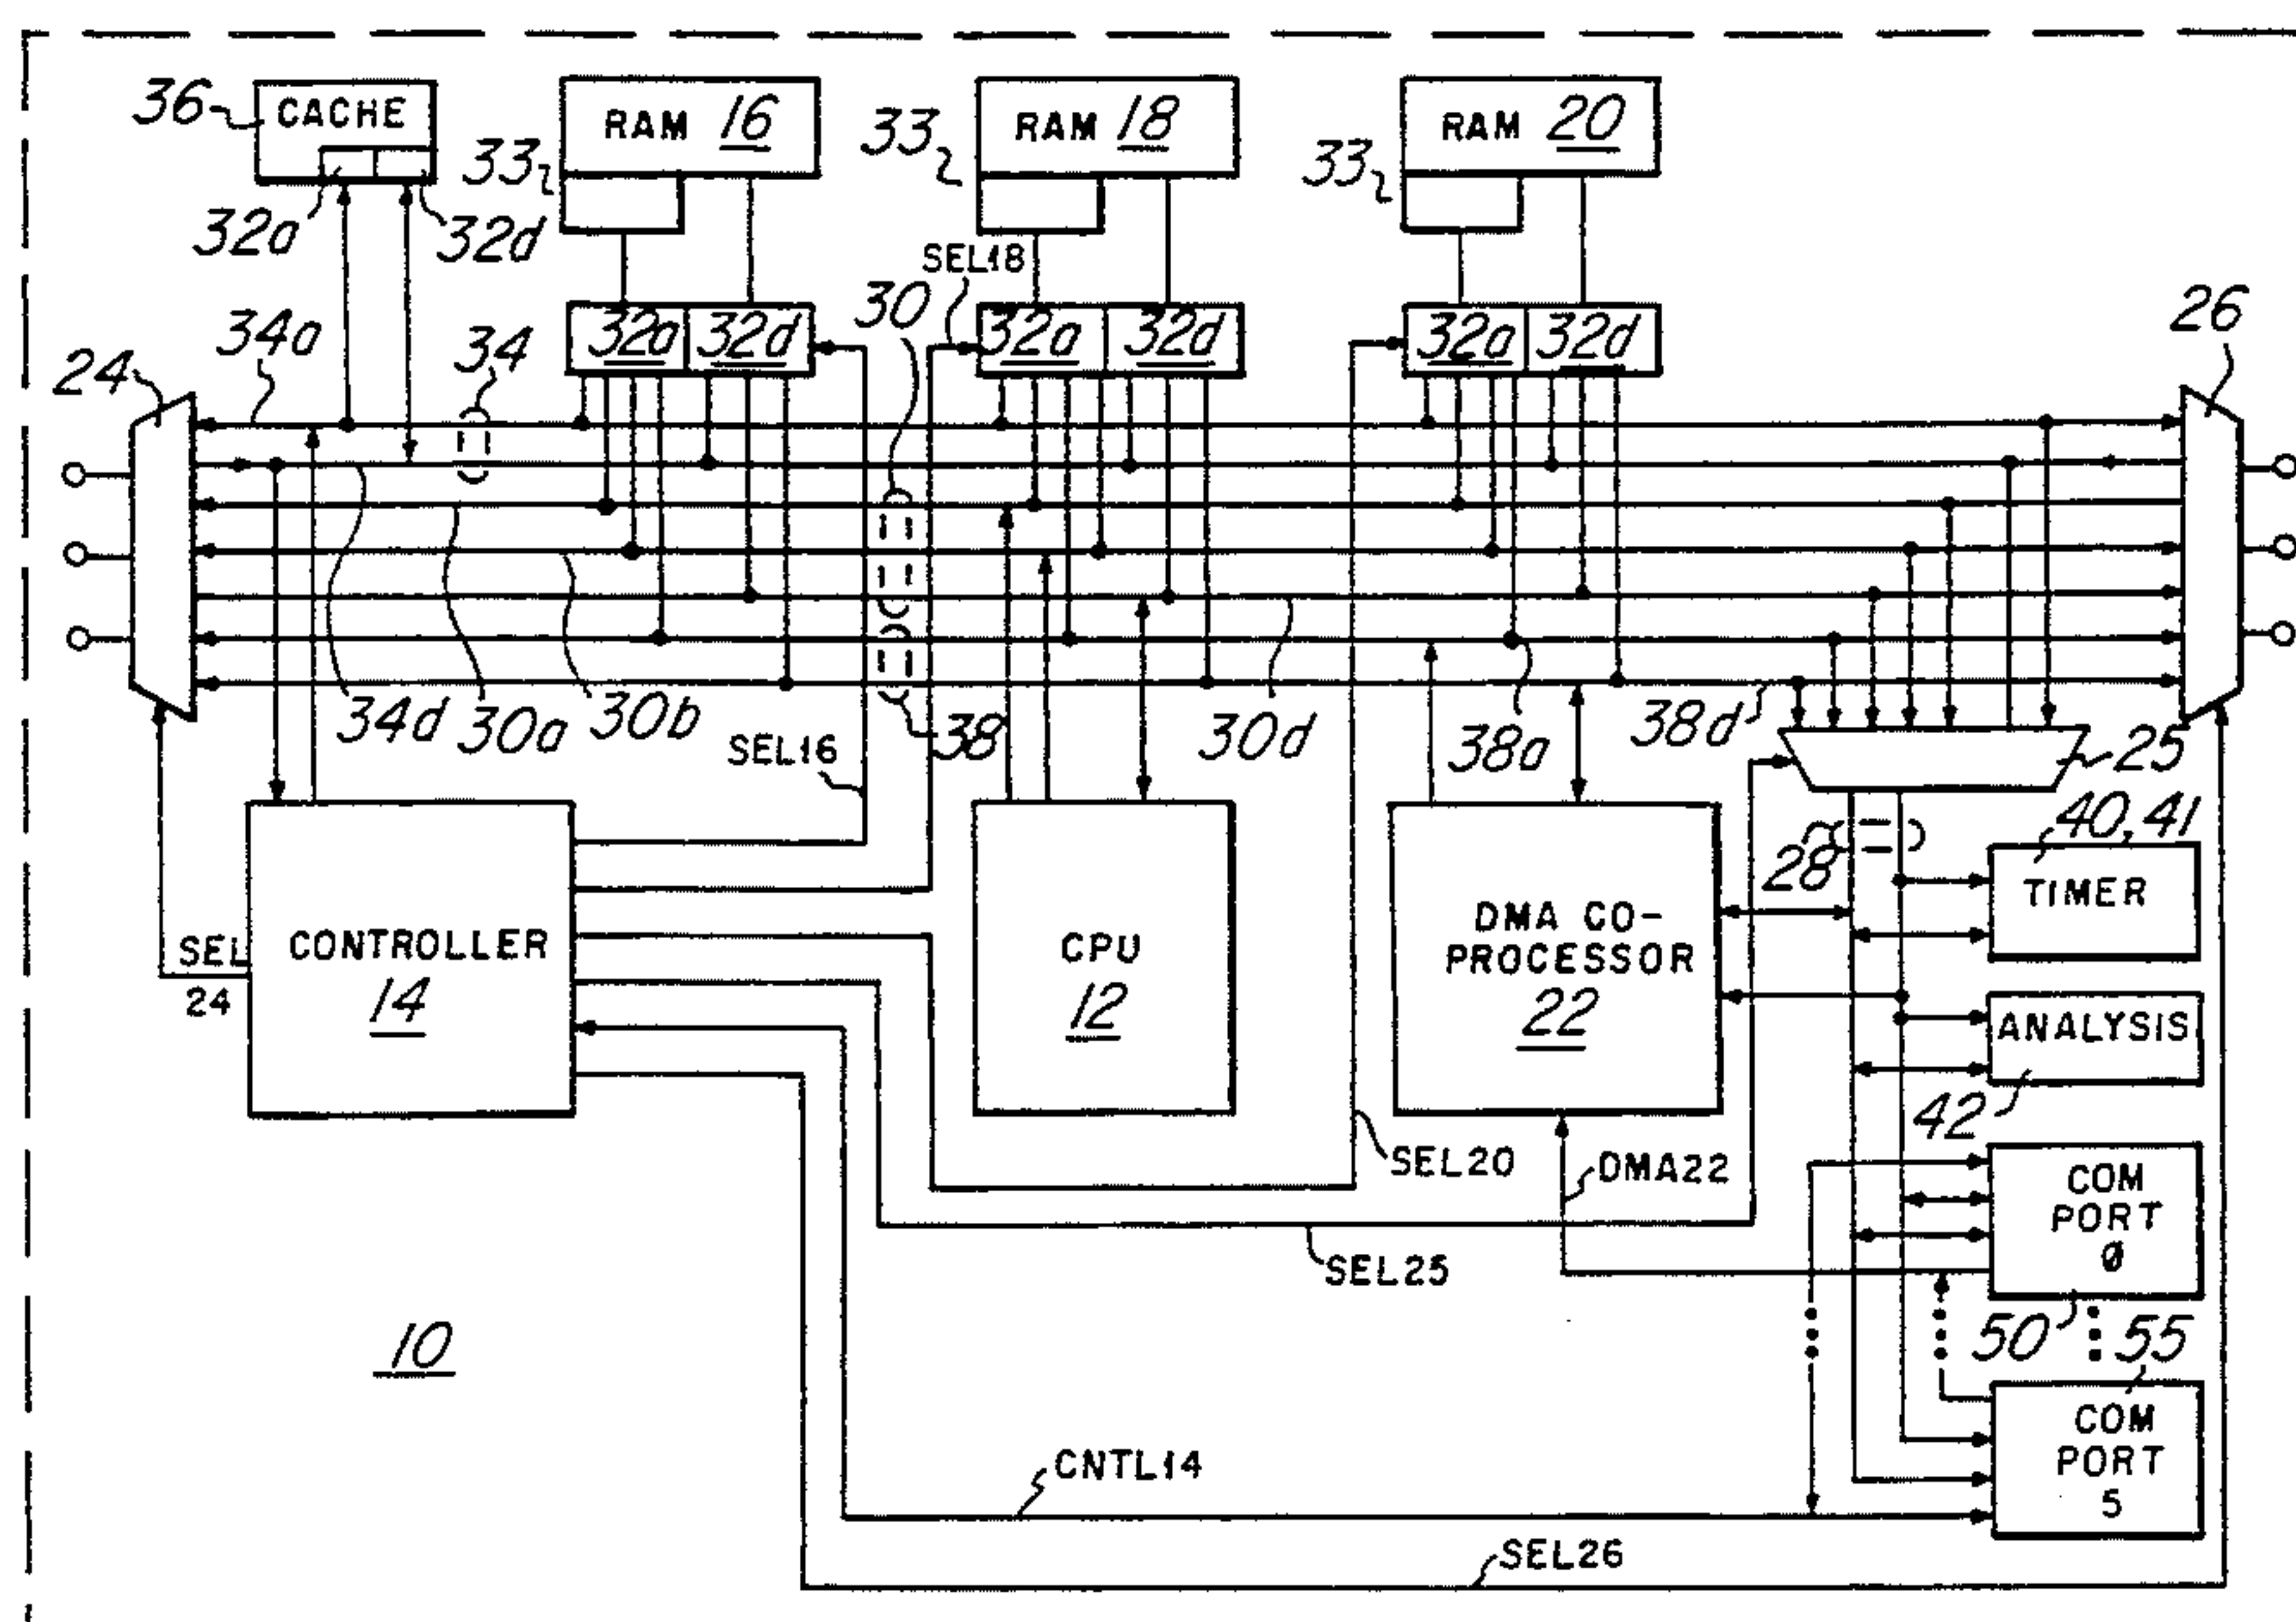 36 CACHE
RAM 16
RAM 18
RAM 20
33
33
33
32a
32d
SEL18
30
26
34a
34
24
32a 32d
32a 32d
32a 32d
34d
30a
30b
38
30d
38a
38d
25
SEL16
28
40,41
TIMER
SEL
24
CONTROLLER
14
CPU
12
DMA CO-
PROCESSOR
22
ANALYSIS
42
SEL20
DMA22
COM
PORT
0
SEL25
50
55
10
COM
PORT
5
CNTL14
SEL26